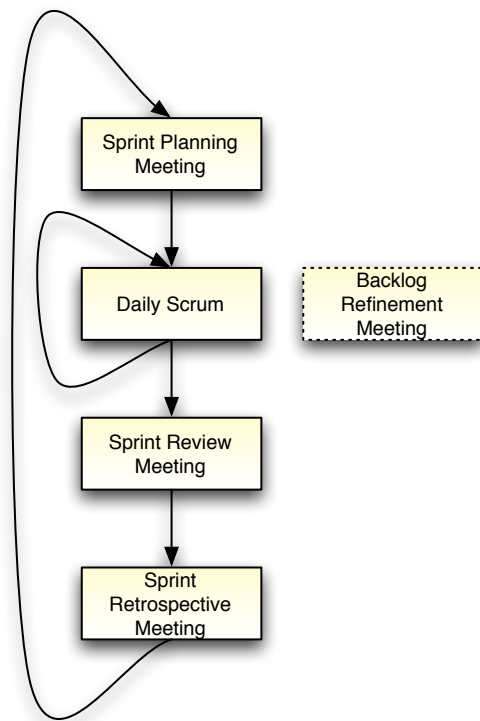 Sprint Planning
Meeting
Daily Scrum
Backlog
Refinement
Meeting
Sprint Review
Meeting
Sprint
Retrospective
Meeting